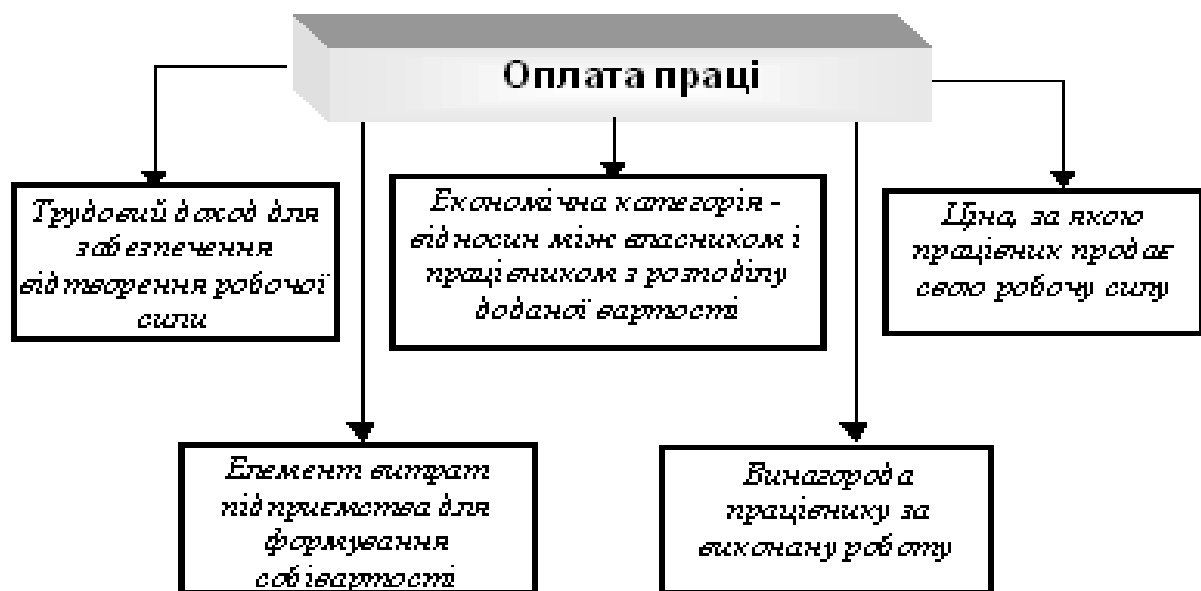 Оплата праці
Трудовий доход для
забезпечення
відтворення робочої
сили
Економічна категорія -
відносин між власником і
працівником з розподілу
доданої вартості
Ціна, за якою
працівник продає
свою робочу силу
Елемент витрат
підприємства для
формування
собівартості
Винагорода
працівнику за
виконану роботу